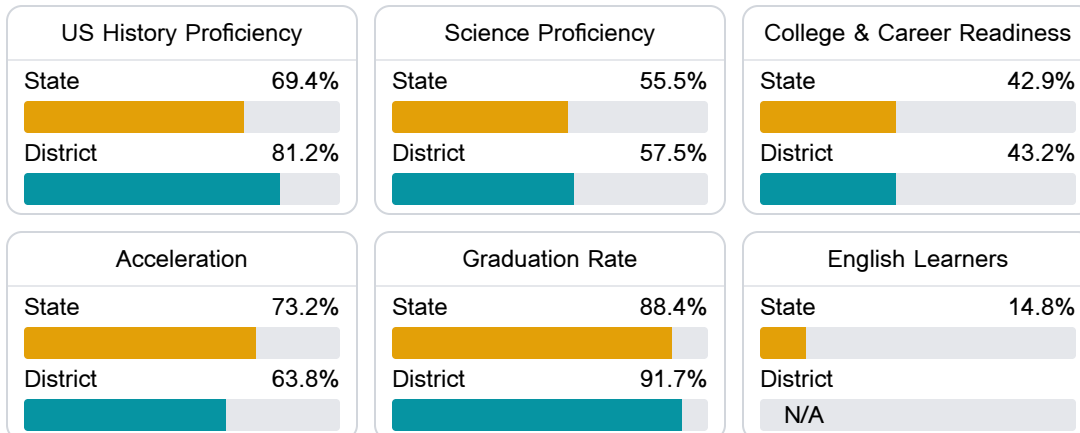 US History Proficiency
State 69.4%
District 81.2%
Science Proficiency
State 55.5%
District 57.5%
College & Career Readiness
State 42.9%
District 43.2%
Acceleration
State 73.2%
District 63.8%
Graduation Rate
State 88.4%
District 91.7%
English Learners
State 14.8%
District
N/A